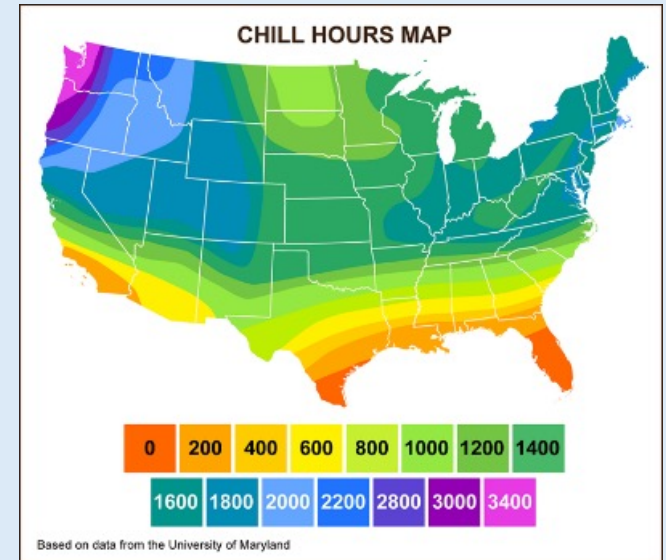 CHILL HOURS MAP
0 200 400 600 800 1000 1200 1400
1600 1800 2000 2200 2800 3000 3400
Based on data from the University of Maryland